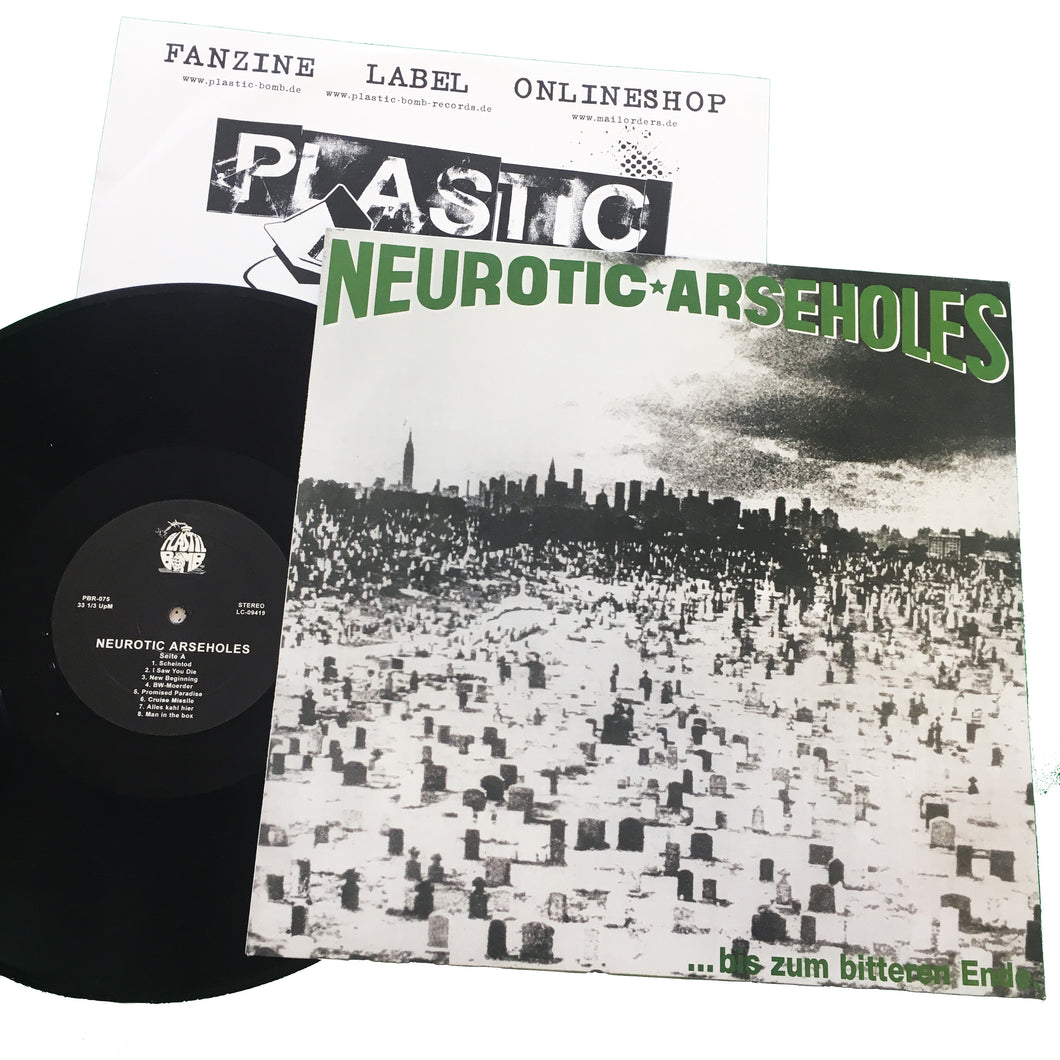 FANZINE
www.plastic-bomb.de
LABEL
www.plastic-bomb-records.de
ONLINESHOP
www.mailorders.de
PLASTIC
NEUROTIC★ARSEHOLES
...bis zum bitteren Ende
PLASTIC
BOMB
PBR-075
33 1/3 UpM
STEREO
LC-09419
NEUROTIC ARSEHOLES
Seite A
1. Scheintod
2. I Saw You Die
3. New Beginning
4. BW-Moerder
5. Promised Paradise
6. Cruise Missile
7. Alles kahl hier
8. Man in the box